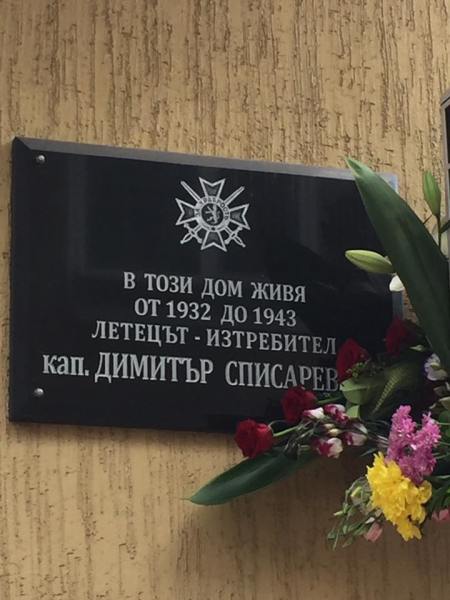 В ТОЗИ ДОМ ЖИВЯ
ОТ 1932 ДО 1943
ЛЕТЕЦЪТ - ИЗТРЕБИТЕЛ
кап. ДИМИТЪР СПИСАРЕВ